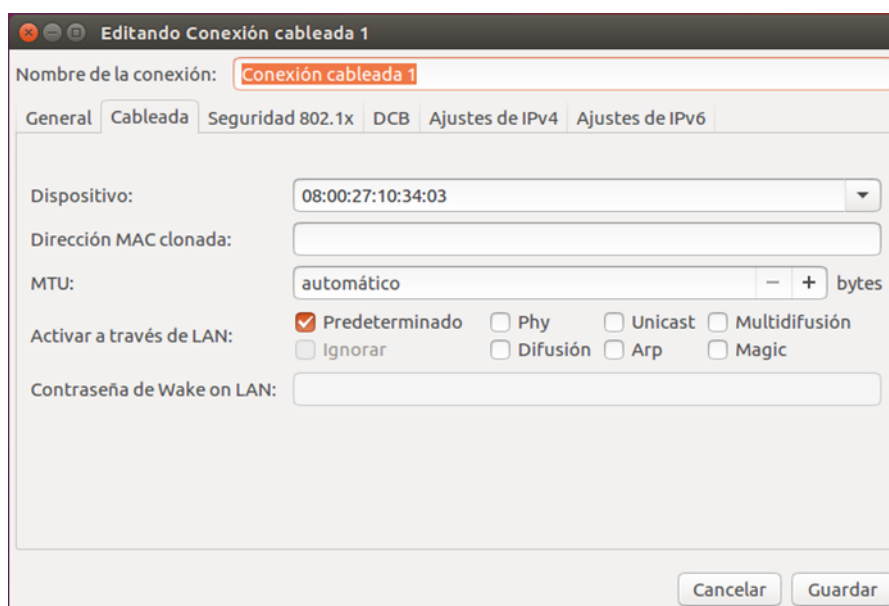 Editando Conexión cableada 1
Nombre de la conexión: Conexión cableada 1
General Cableada Seguridad 802.1x DCB Ajustes de IPv4 Ajustes de IPv6
Dispositivo: 08:00:27:10:34:03
Dirección MAC clonada:
MTU: automático − + bytes
Activar a través de LAN: Predeterminado Phy Unicast Multidifusión
Ignorar Difusión Arp Magic
Contraseña de Wake on LAN:
Cancelar Guardar